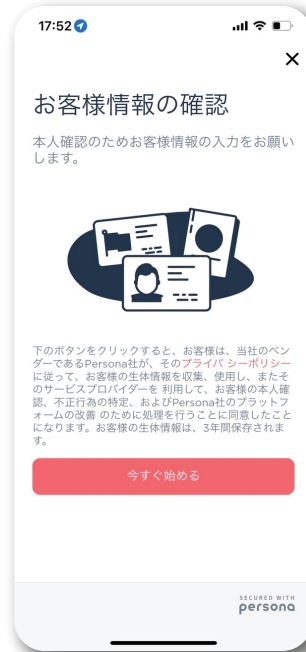 17:52
お客様情報の確認
本人確認のためお客様情報の入力をお願い
します。
下のボタンをクリックすると、お客様は、当社のベン
ダーであるPersona社が、そのプライバ シーポリシー
に従って、お客様の生体情報を収集、使用し、またそ
のサービスプロバイダーを 利用して、お客様の本人確
認、不正行為の特定、およびPersona社のプラットフ
ォームの改善 のために処理を行うことに同意したこと
になります。お客様の生体情報は、3年間保存されま
す。
今すぐ始める
SECURED WITH
persona